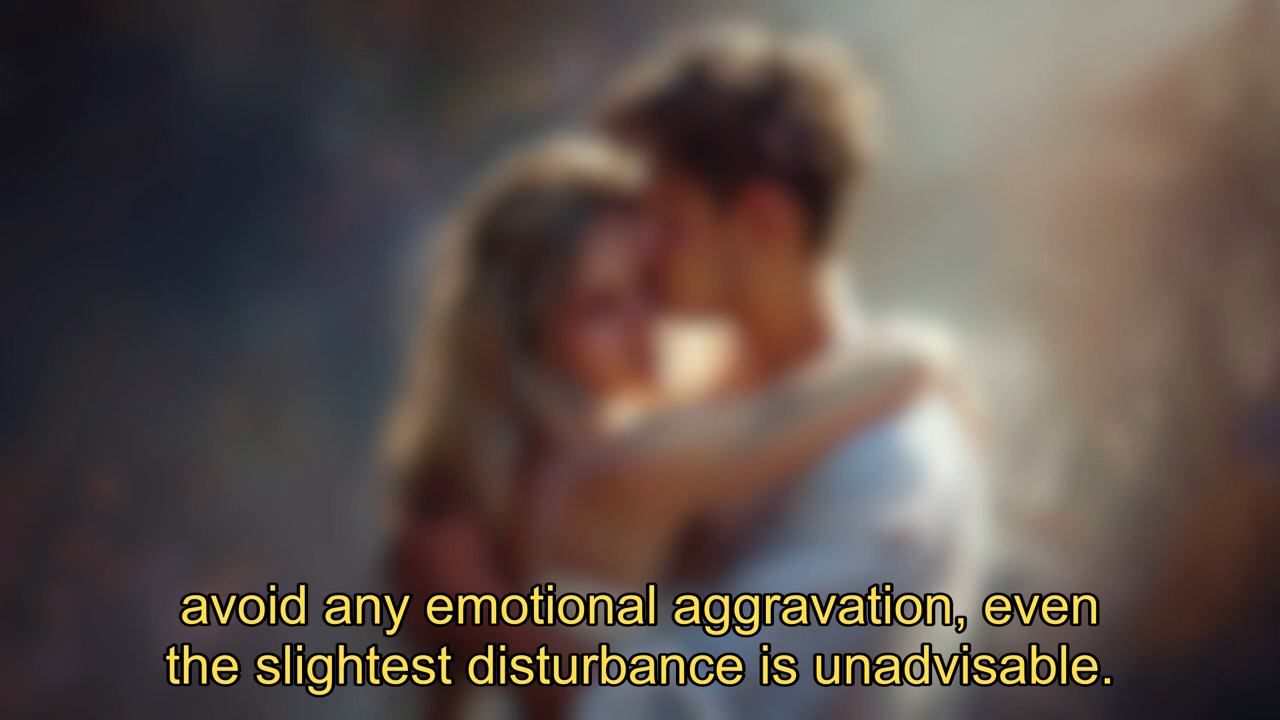 avoid any emotional aggravation, even
the slightest disturbance is unadvisable.